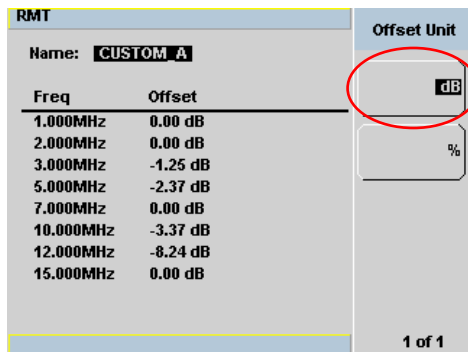 RMT
Name: CUSTOM_A
Freq Offset
1.000MHz 0.00 dB
2.000MHz 0.00 dB
3.000MHz -1.25 dB
5.000MHz -2.37 dB
7.000MHz 0.00 dB
10.000MHz -3.37 dB
12.000MHz -8.24 dB
15.000MHz 0.00 dB
Offset Unit
dB
%
1 of 1